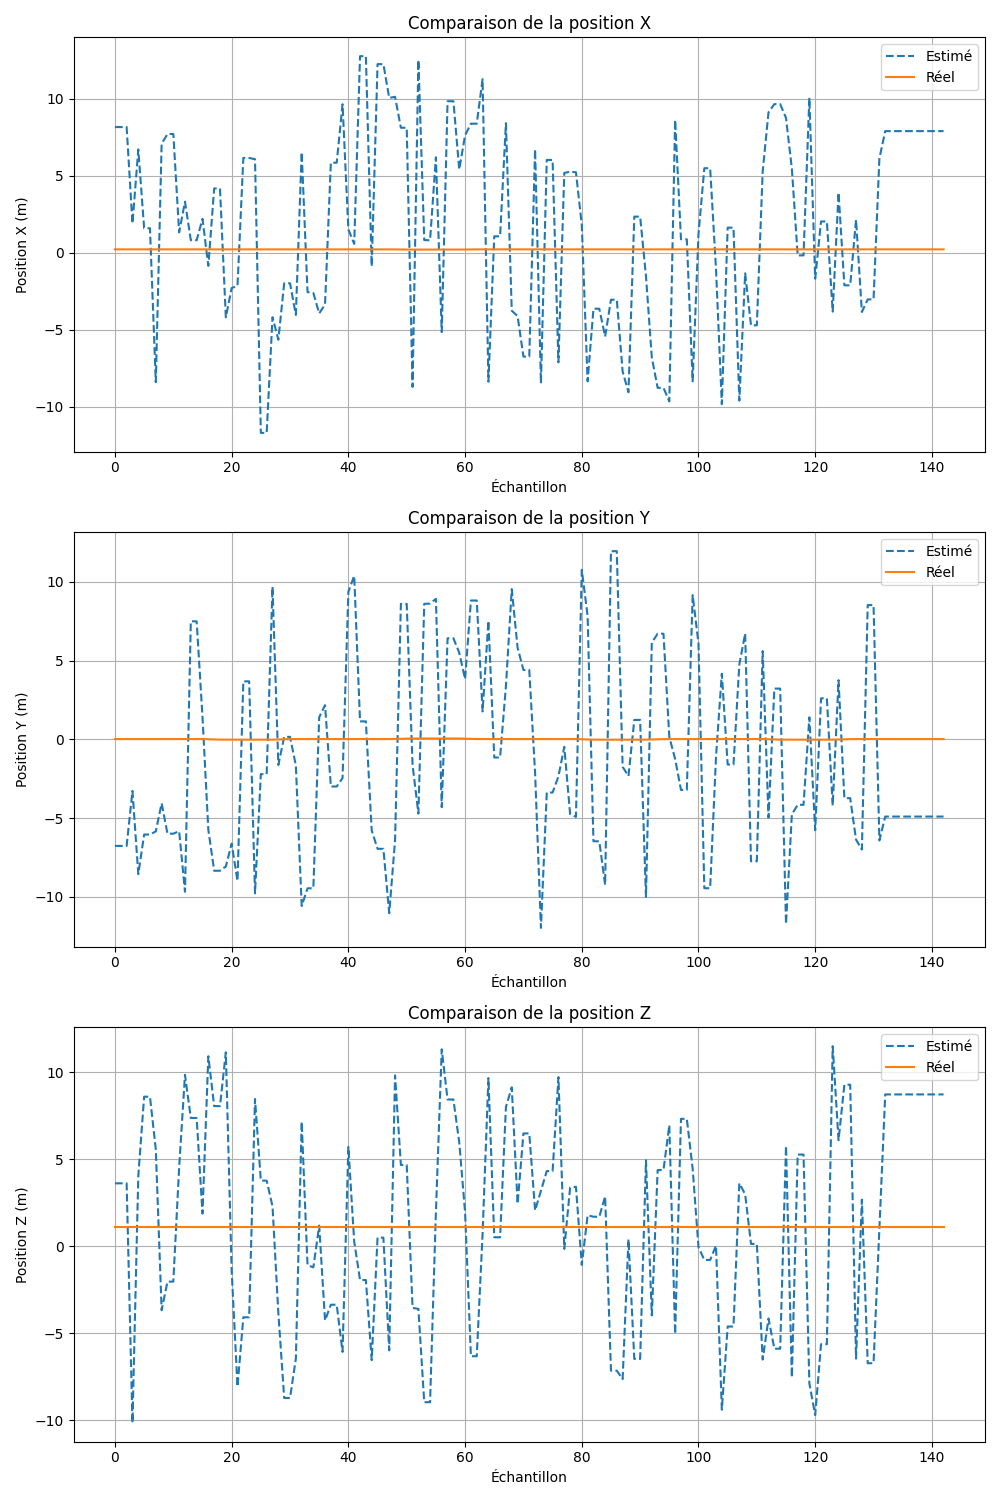 Comparaison de la position X
10
5
0
−5
−10
Position X (m)
Estimé
Réel
0 20 40 60 80 100 120 140
Échantillon
Comparaison de la position Y
10
5
0
−5
−10
Position Y (m)
Estimé
Réel
0 20 40 60 80 100 120 140
Échantillon
Comparaison de la position Z
10
5
0
−5
−10
Position Z (m)
Estimé
Réel
0 20 40 60 80 100 120 140
Échantillon